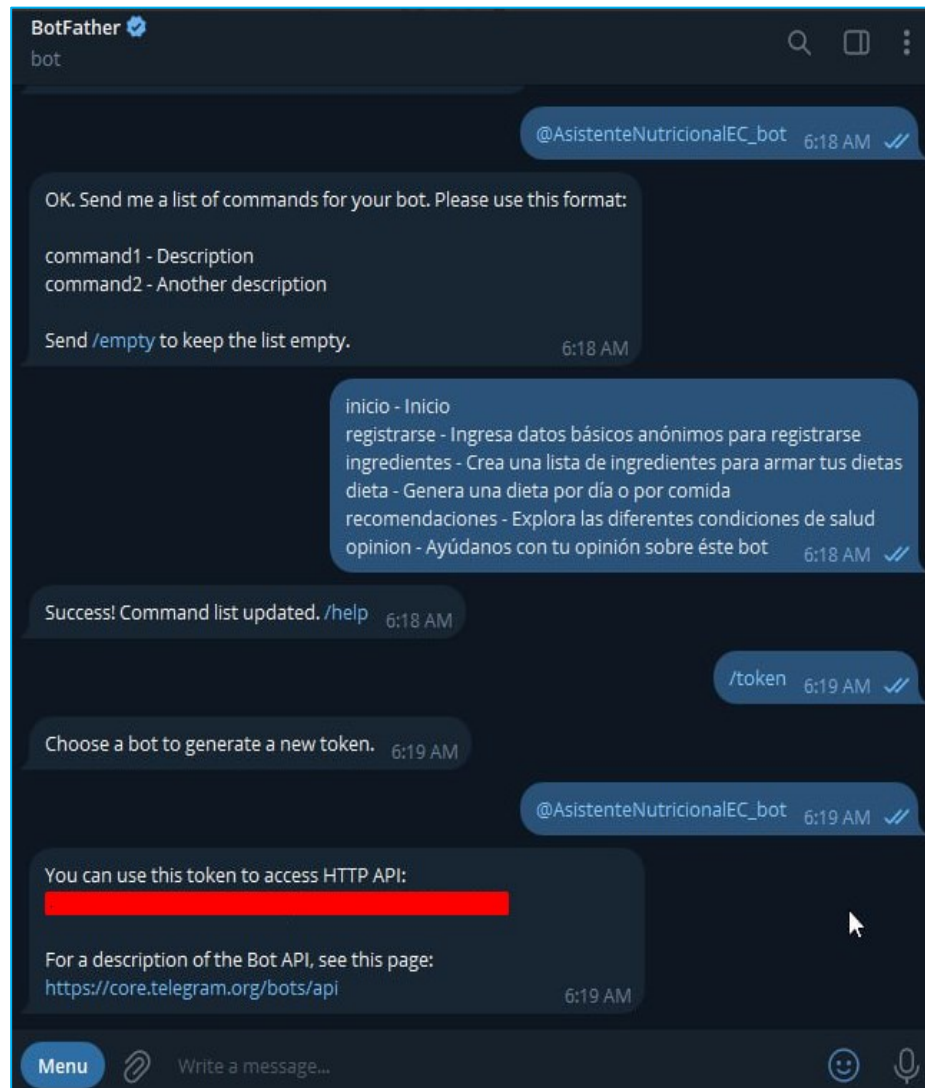 BotFather
bot
@AsistenteNutricionalEC_bot 6:18 AM
OK. Send me a list of commands for your bot. Please use this format:
command1 - Description
command2 - Another description
Send /empty to keep the list empty. 6:18 AM
inicio - Inicio
registrarse - Ingresa datos básicos anónimos para registrarse
ingredientes - Crea una lista de ingredientes para armar tus dietas
dieta - Genera una dieta por día o por comida
recomendaciones - Explora las diferentes condiciones de salud
opinion - Ayúdanos con tu opinión sobre éste bot 6:18 AM
Success! Command list updated. /help 6:18 AM
/token 6:19 AM
Choose a bot to generate a new token. 6:19 AM
@AsistenteNutricionalEC_bot 6:19 AM
You can use this token to access HTTP API:
For a description of the Bot API, see this page:
https://core.telegram.org/bots/api 6:19 AM
Menu Write a message...